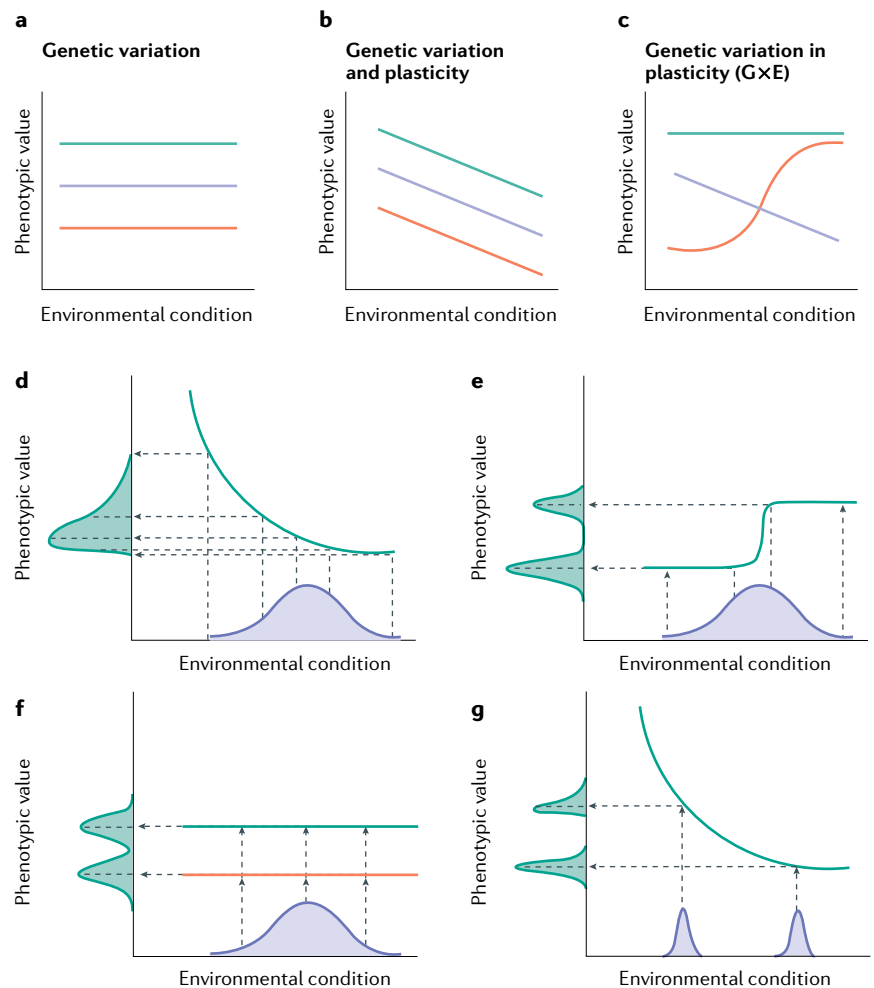 a
Genetic variation
Phenotypic value
Environmental condition
b
Genetic variation
and plasticity
Phenotypic value
Environmental condition
c
Genetic variation in
plasticity (G×E)
Phenotypic value
Environmental condition
d
Phenotypic value
Environmental condition
e
Phenotypic value
Environmental condition
f
Phenotypic value
Environmental condition
g
Phenotypic value
Environmental condition